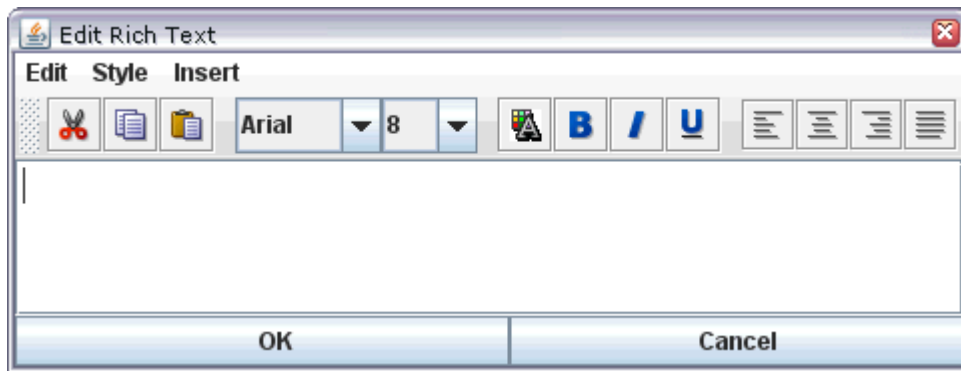 Edit Rich Text
Edit Style Insert
Arial 8 A B I U
OK Cancel